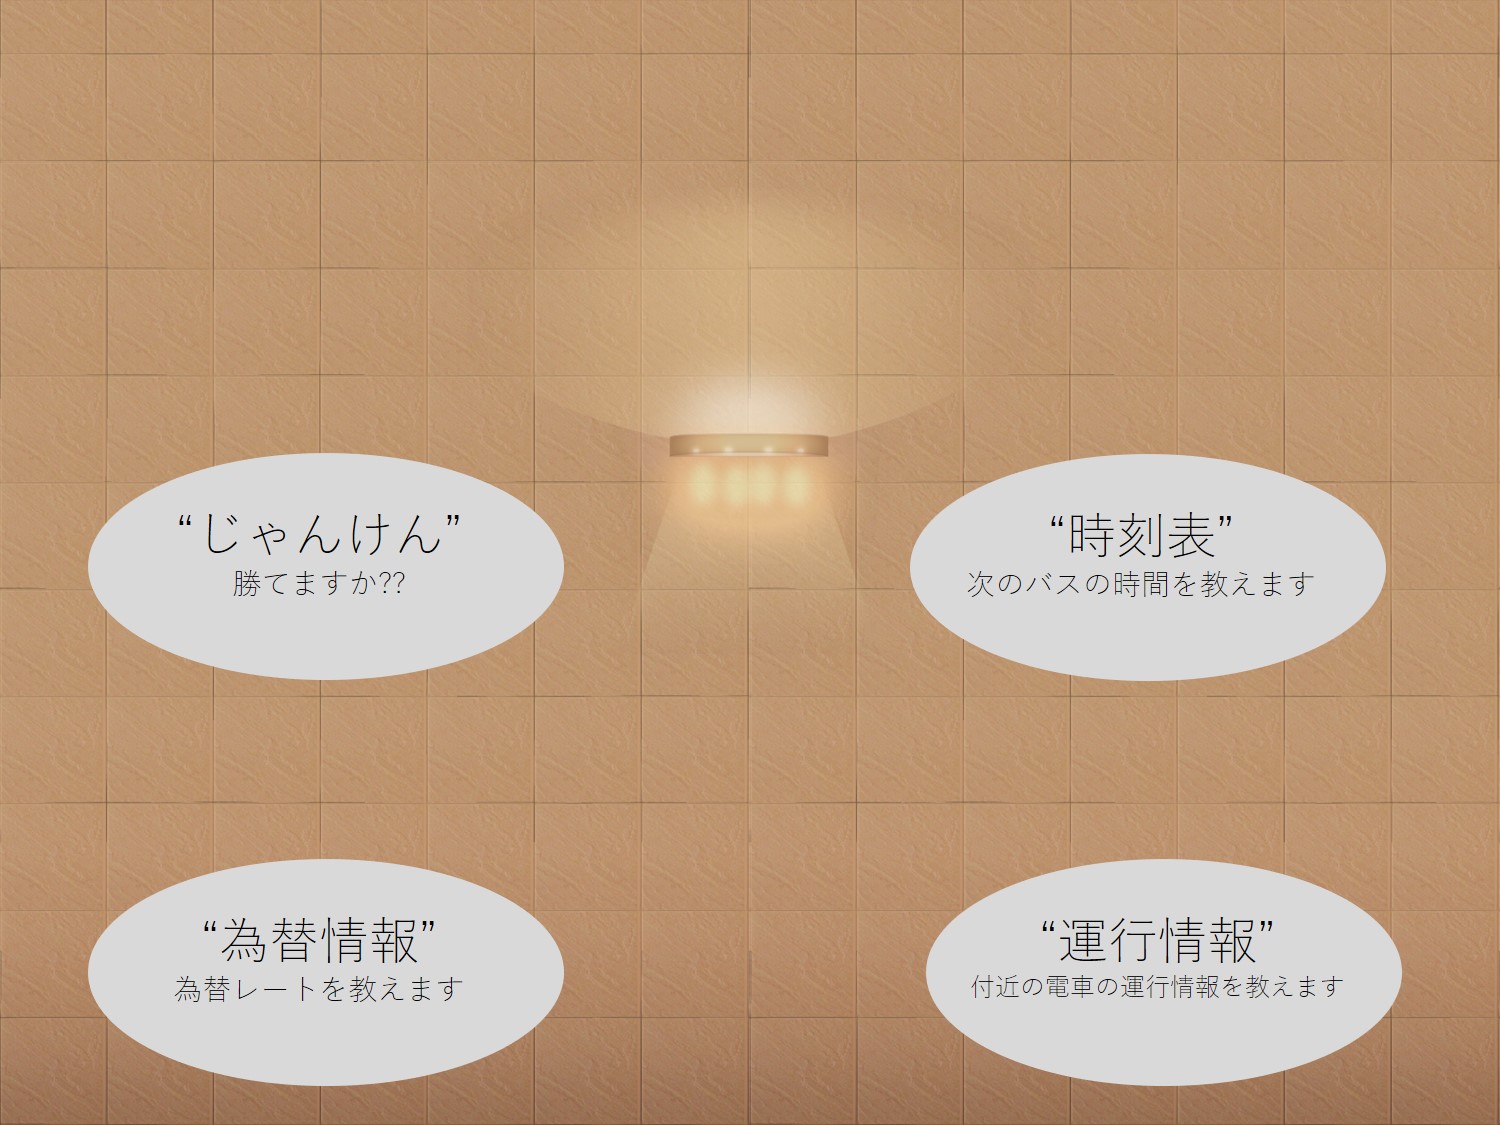 “じゃんけん”
勝てますか??
“時刻表”
次のバスの時間を教えます
“為替情報”
為替レートを教えます
“運行情報”
付近の電車の運行情報を教えます